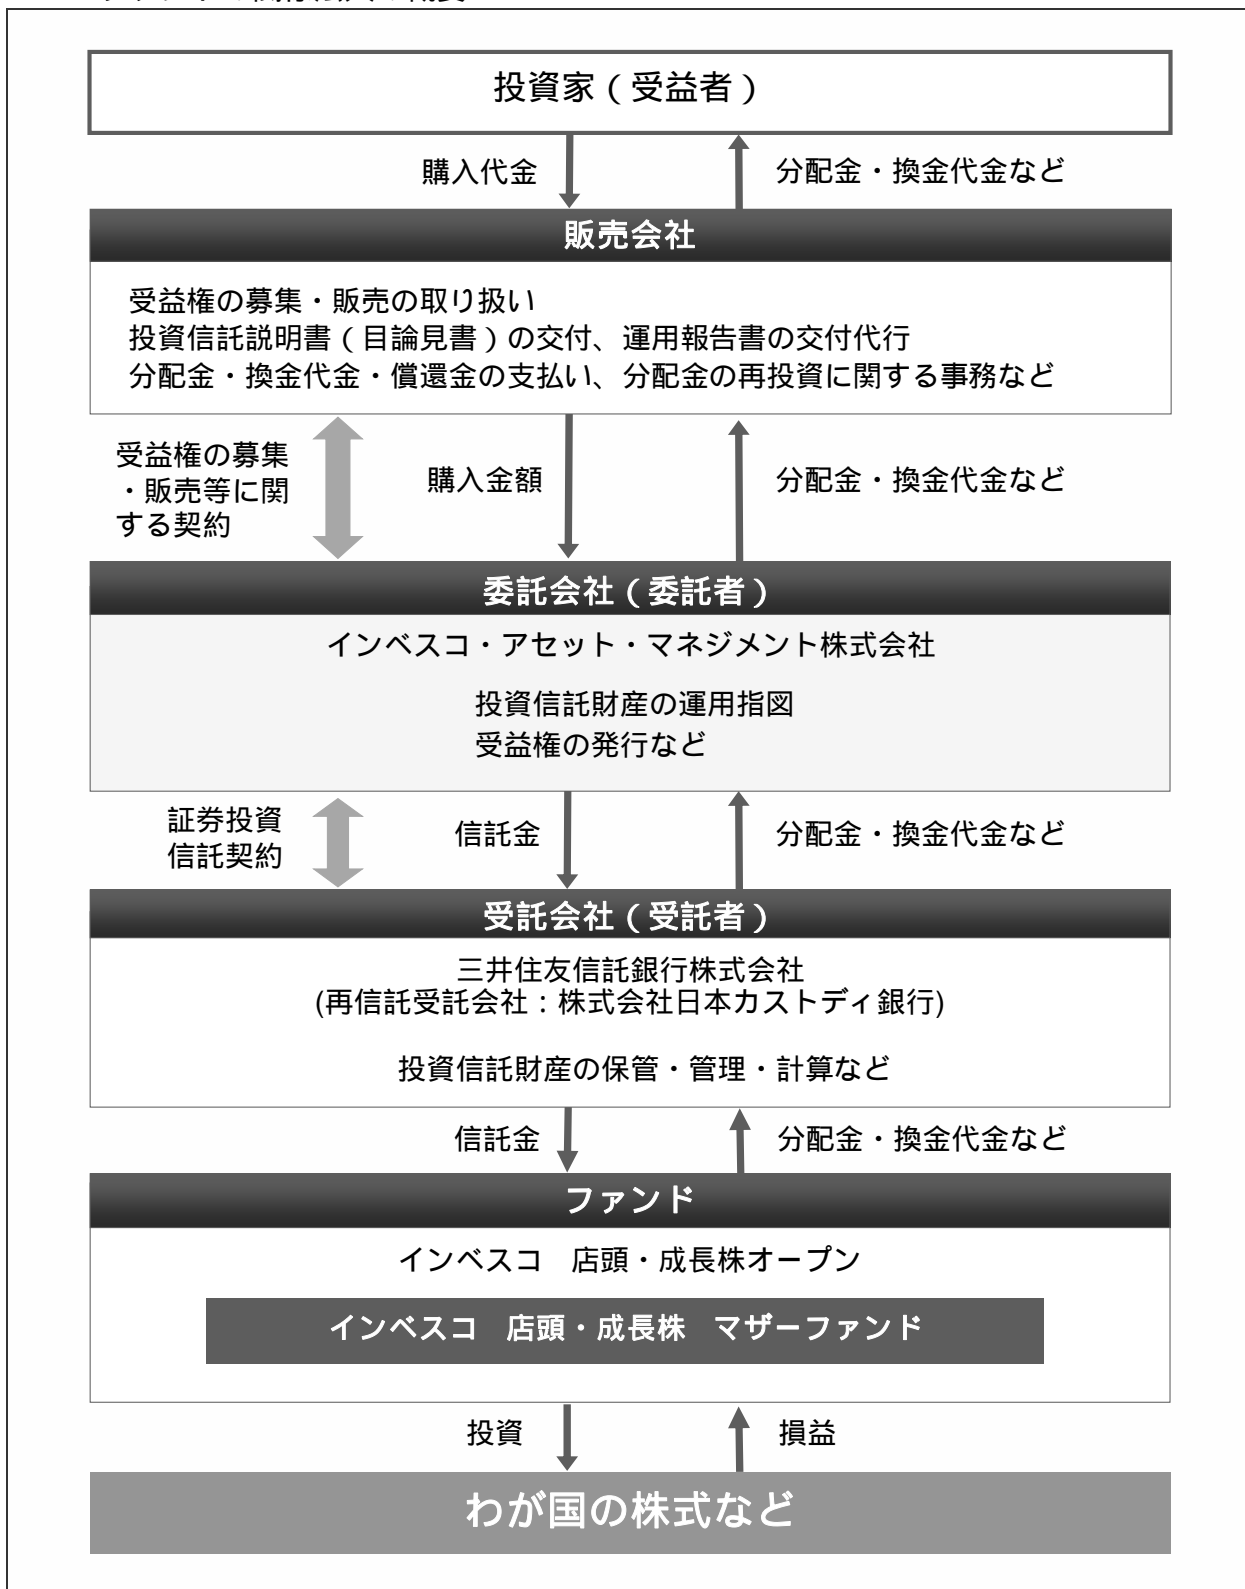 投資家(受益者)
購入代金
分配金・換金代金など
販売会社
受益権の募集・販売の取り扱い
投資信託説明書(目論見書)の交付、運用報告書の交付代行
分配金・換金代金・償還金の支払い、分配金の再投資に関する事務など
受益権の募集
・販売等に関
する契約
購入金額
分配金・換金代金など
委託会社(委託者)
インベスコ・アセット・マネジメント株式会社
投資信託財産の運用指図
受益権の発行など
証券投資
信託契約
信託金
分配金・換金代金など
受託会社(受託者)
三井住友信託銀行株式会社
(再信託受託会社:株式会社日本カストディ銀行)
投資信託財産の保管・管理・計算など
信託金
分配金・換金代金など
ファンド
インベスコ 店頭・成長株オープン
インベスコ 店頭・成長株 マザーファンド
投資
損益
わが国の株式など